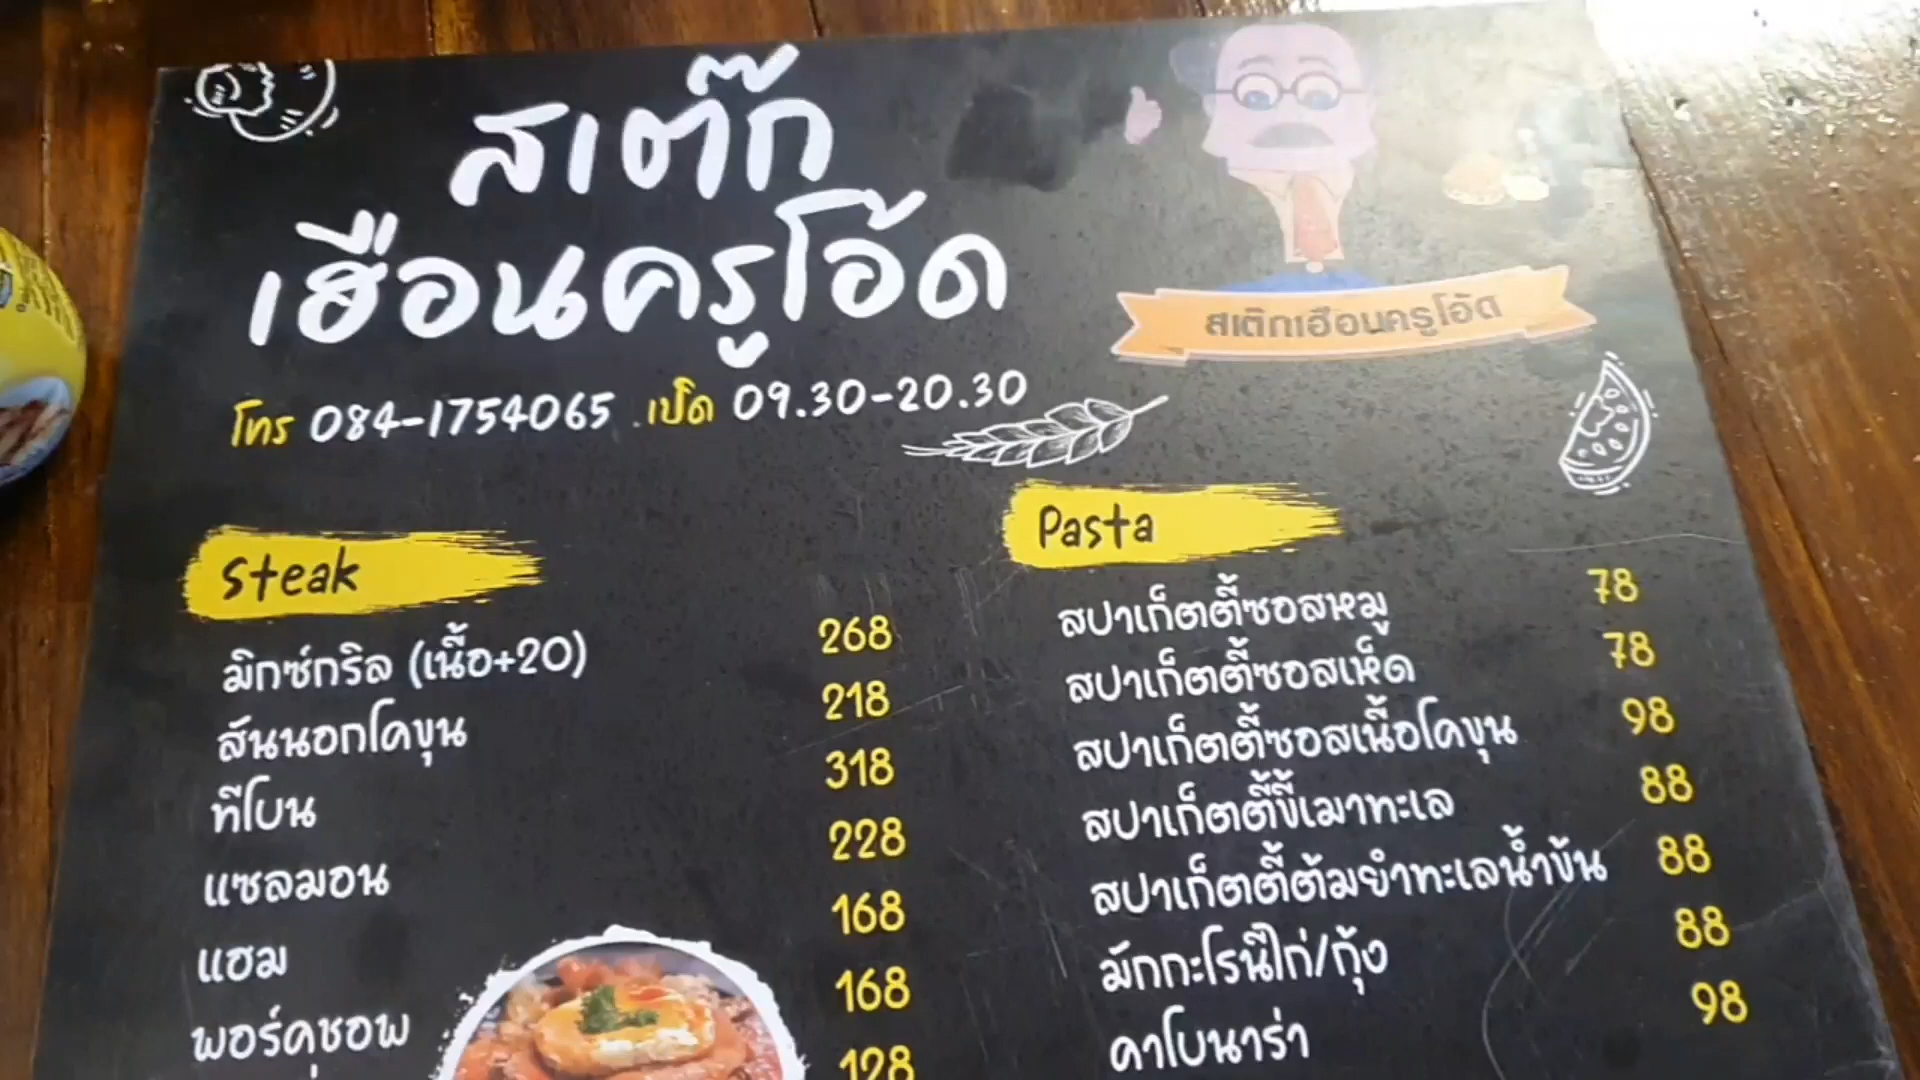 สเต๊ก
เฮือนครูโอ๊ด
สเต๊กเฮือนครูโอ๊ด
โทร 084-1754065 เปิด 09.30-20.30
Steak
มิกซ์กริล (เนื้อ+20) 268
สันนอกโคขุน 218
ทีโบน 318
แซลมอน 228
แฮม 168
พอร์คชอพ 168
128
Pasta
สปาเก็ตตี้ซอสหมู 78
สปาเก็ตตี้ซอสเห็ด 78
สปาเก็ตตี้ซอสเนื้อโคขุน 98
สปาเก็ตตี้ขี้เมาทะเล 88
สปาเก็ตตี้ต้มยำทะเลน้ำข้น 88
มักกะโรนีไก่/กุ้ง 88
คาโบนาร่า 98